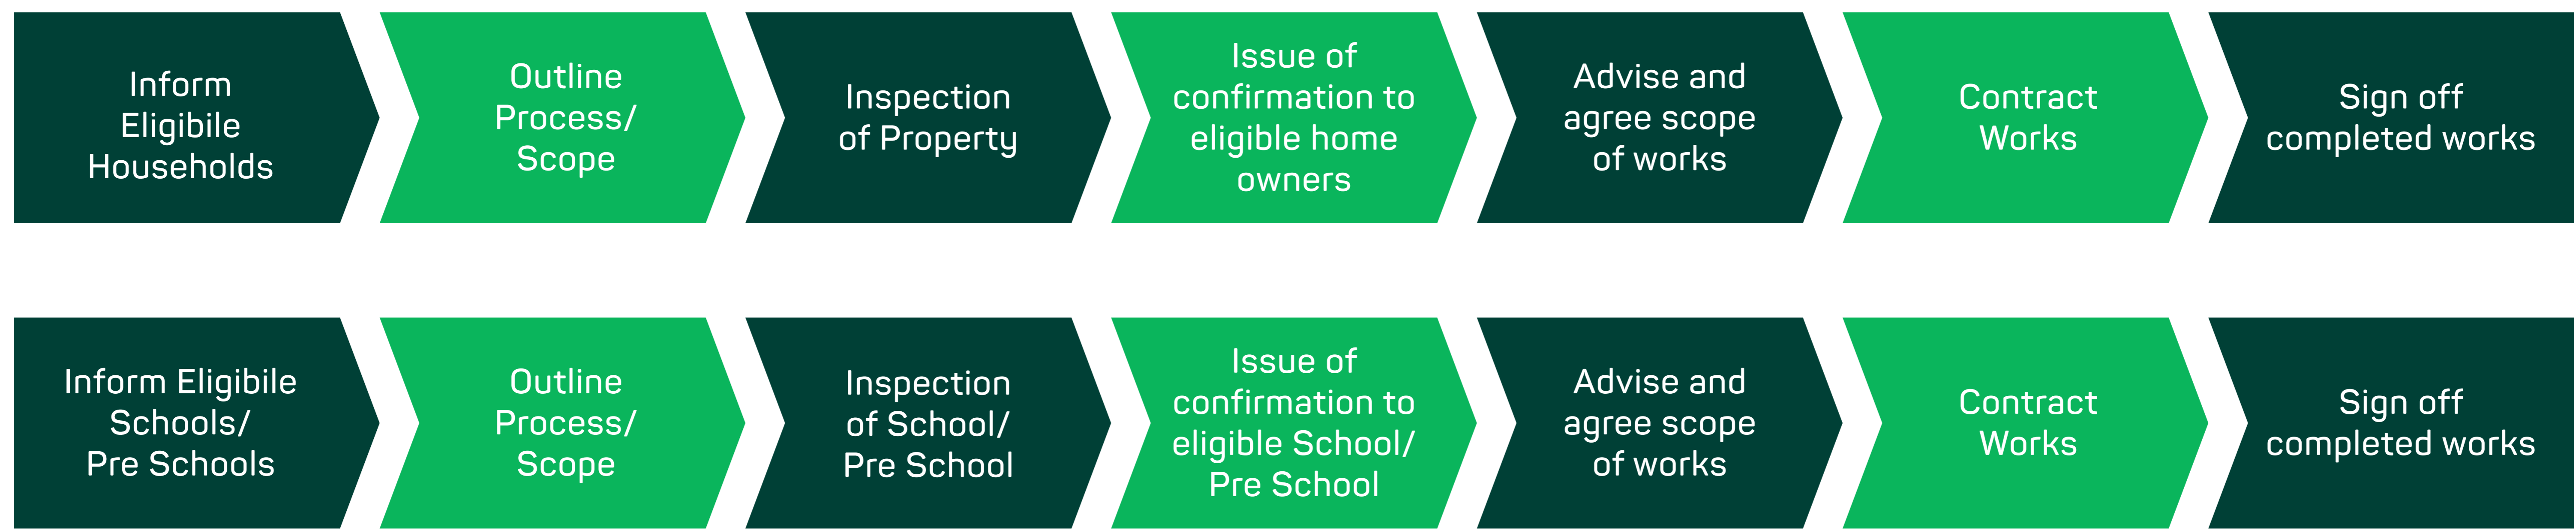 Inform
Eligibile
Households
Outline
Process/
Scope
Inspection
of Property
Issue of
confirmation to
eligible home
owners
Advise and
agree scope
of works
Contract
Works
Sign off
completed works
Inform Eligibile
Schools/
Pre Schools
Outline
Process/
Scope
Inspection
of School/
Pre School
Issue of
confirmation to
eligible School/
Pre School
Advise and
agree scope
of works
Contract
Works
Sign off
completed works